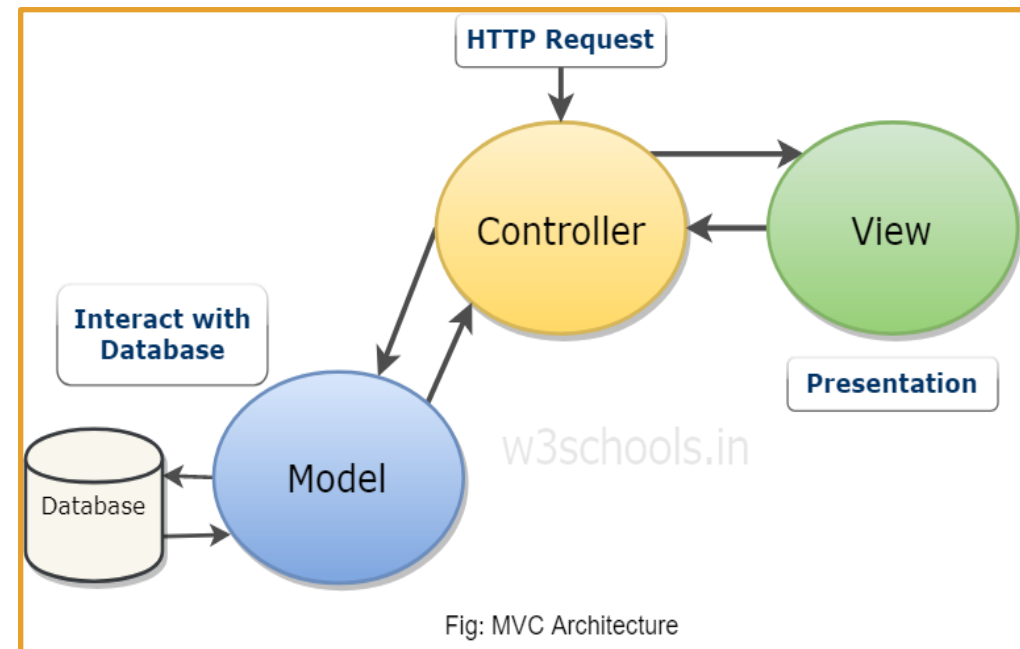 HTTP Request
Controller
View
Interact with
Database
Presentation
w3schools.in
Model
Database
Fig: MVC Architecture